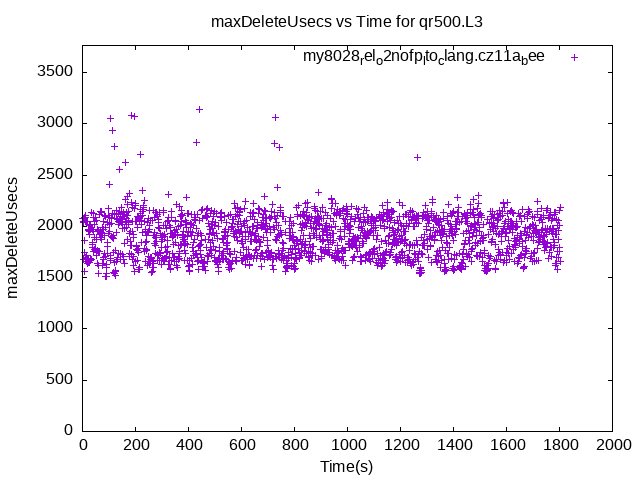 maxDeleteUsecs vs Time for qr500.L3
my8028relo2nofpltoclang.cz11abee
3500
3000
2500
2000
1500
1000
500
0
maxDeleteUsecs
0 200 400 600 800 1000 1200 1400 1600 1800 2000
Time(s)